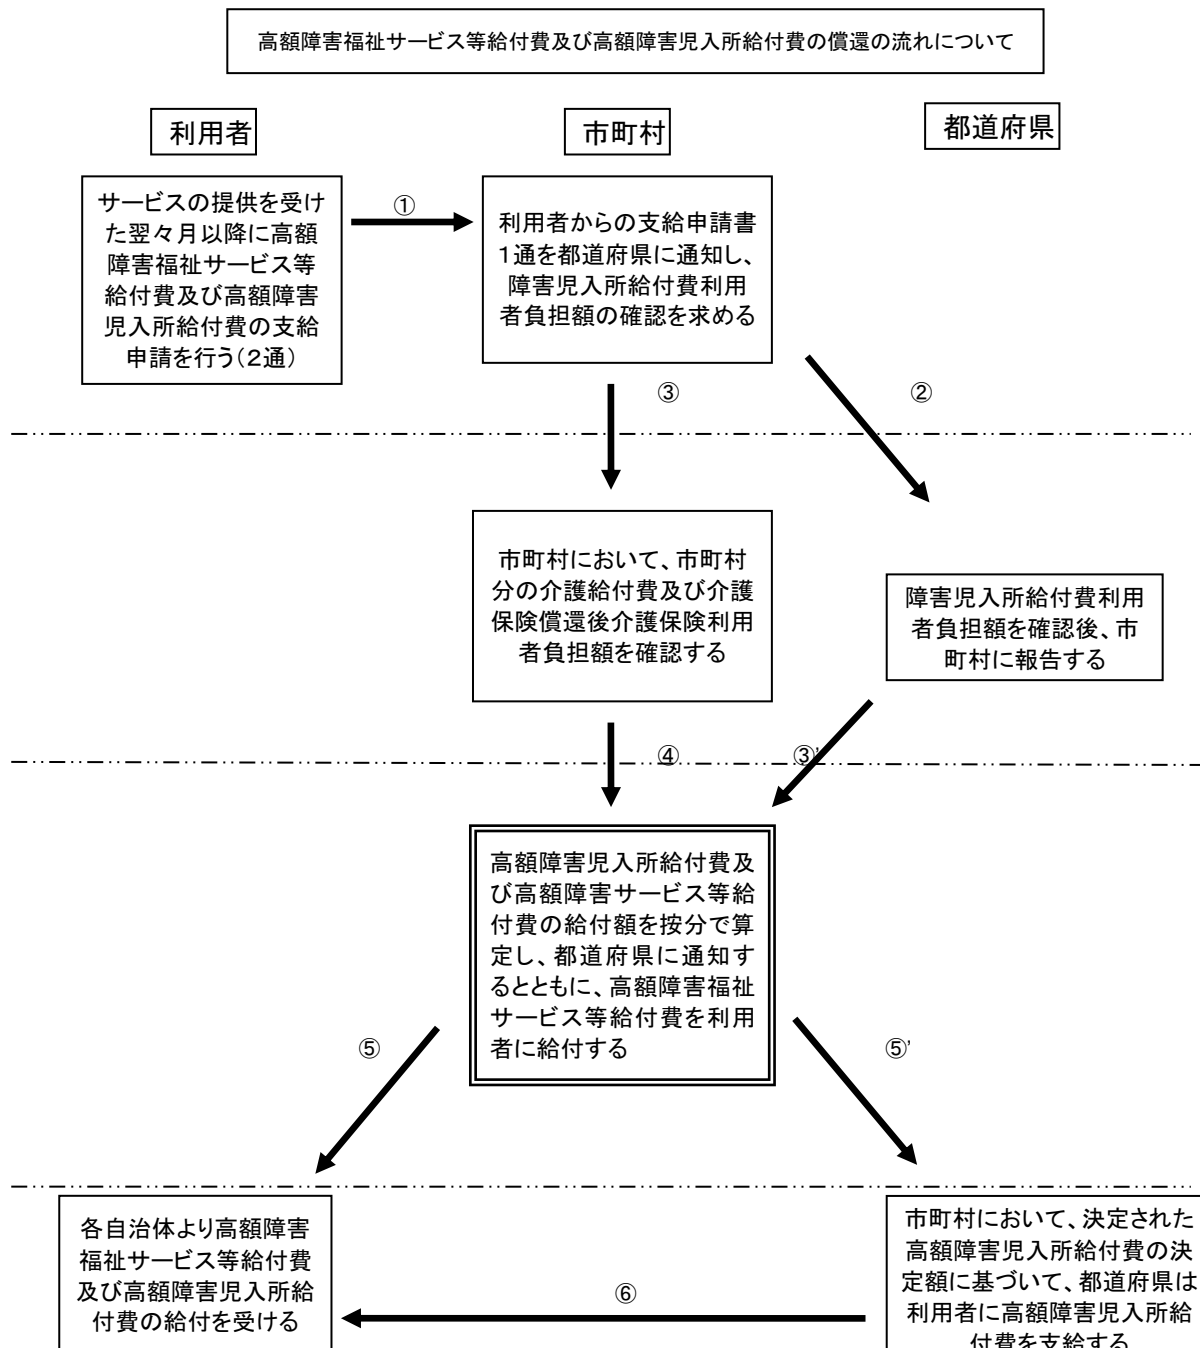 高額障害福祉サービス等給付費及び高額障害児入所給付費の償還の流れについて
利用者
市町村
都道府県
サービスの提供を受け
た翌々月以降に高額
障害福祉サービス等
給付費及び高額障害
児入所給付費の支給
申請を行う(2通)
①
利用者からの支給申請書
1通を都道府県に通知し、
障害児入所給付費利用
者負担額の確認を求める
③
②
市町村において、市町村
分の介護給付費及び介護
保険償還後介護保険利用
者負担額を確認する
障害児入所給付費利用
者負担額を確認後、市
町村に報告する
④
③'
高額障害児入所給付費及
び高額障害サービス等給
付費の給付額を按分で算
定し、都道府県に通知す
るとともに、高額障害福祉
サービス等給付費を利用
者に給付する
⑤
⑤'
各自治体より高額障害
福祉サービス等給付費
及び高額障害児入所給
付費の給付を受ける
⑥
市町村において、決定された
高額障害児入所給付費の決
定額に基づいて、都道府県は
利用者に高額障害児入所給
付費を支給する